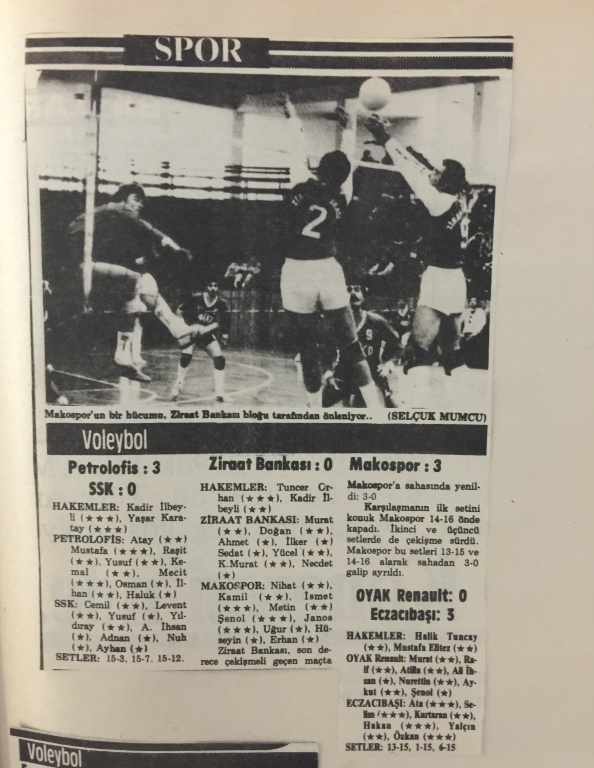 SPOR
2
9
Makospor'un bir hücumu, Ziraat Bankası bloğu tarafından önleniyor.. (SELÇUK MUMCU)
Voleybol
Petrolofis : 3
SSK : 0
HAKEMLER: Kadir İlbey-
li (★★★), Yaşar Kara-
tay (★★★)
PETROLOFİS: Atay (★★)
Mustafa (★★★), Raşit
(★★), Yusuf (★★), Ke-
mal (★★), Mecit
(★★★), Osman (★), İl-
han (★★), Haluk (★)
SSK: Cemil (★★), Levent
(★★), Yusuf (★), Yıl-
dıray (★★), A. İhsan
(★), Adnan (★), Nuh
(★), Ayhan (★)
SETLER: 15-3, 15-7, 15-12.
Ziraat Bankası : 0
HAKEMLER: Tuncer Or-
han (★★★), Kadir İl-
beyli (★★)
ZİRAAT BANKASI: Murat
(★★), Doğan (★★),
Ahmet (★), İlker (★)
Sedat (★), Yücel (★★),
K.Murat (★★), Necdet
(★)
MAKOSPOR: Nihat (★★),
Kamil (★★), İsmet
(★★★), Metin (★★)
Şenol (★★★), Janos
(★★★), Uğur (★), Hü-
seyin (★), Erhan (★)
Ziraat Bankası, son de-
rece çekişmeli geçen maçta
Makospor : 3
Makospor'a sahasında yenil-
di: 3-0
Karşılaşmanın ilk setini
konuk Makospor 14-16 önde
kapadı. İkinci ve üçüncü
setlerde de çekişme sürdü.
Makospor bu setleri 13-15 ve
14-16 alarak sahadan 3-0
galip ayrıldı.
OYAK Renault: 0
Eczacıbaşı: 3
HAKEMLER: Halik Tuncay
(★★), Mustafa Elitez (★★)
OYAK Renault: Murat (★★), Ra-
if (★★), Atilla (★★), Ali İh-
san (★), Nurettin (★★), Ay-
kut (★★), Şenol (★)
ECZACIBAŞI: Ata (★★★), Se-
lim (★★★), Kurtaran (★★),
Hakan (★★★), Yalçın
(★★), Özkan (★★)
SETLER: 13-15, 1-15, 6-15
Voleybol